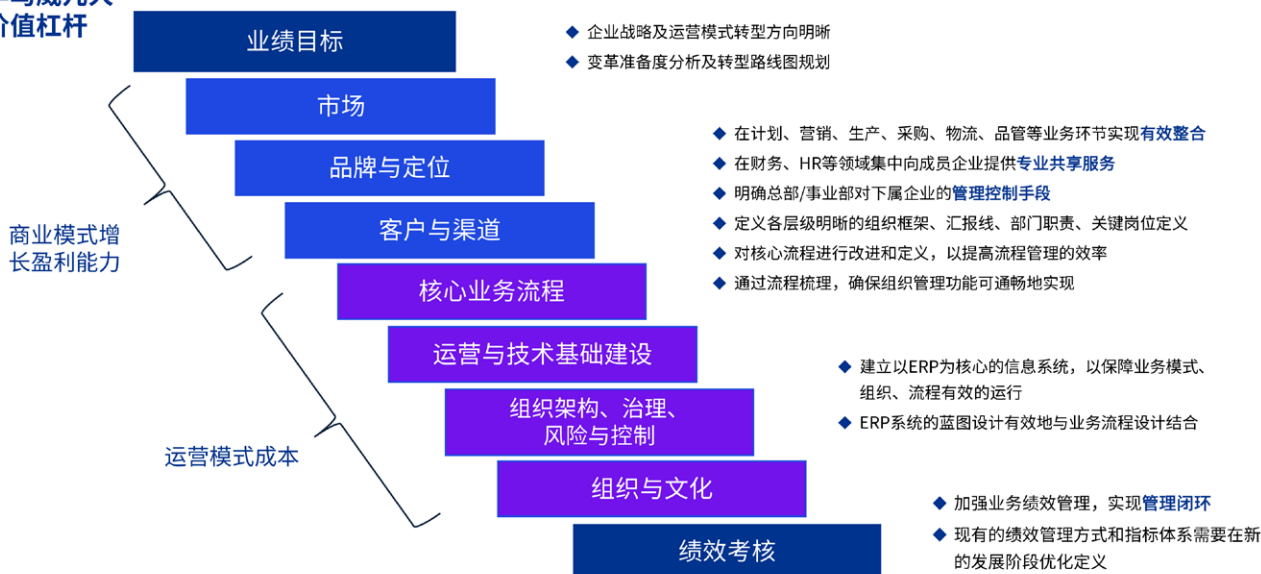 价值杠杆
业绩目标
企业战略及运营模式转型方向明晰
变革准备度分析及转型路线图规划
市场
品牌与定位
客户与渠道
商业模式增
长盈利能力
在计划、营销、生产、采购、物流、品管等业务环节实现有效整合
在财务、HR等领域集中向成员企业提供专业共享服务
明确总部/事业部对下属企业的管理控制手段
定义各层级明晰的组织框架、汇报线、部门职责、关键岗位定义
对核心流程进行改进和定义，以提高流程管理的效率
通过流程梳理，确保组织管理功能可通畅地实现
核心业务流程
运营与技术基础建设
组织架构、治理、
风险与控制
组织与文化
运营模式成本
建立以ERP为核心的信息系统，以保障业务模式、
组织、流程有效的运行
ERP系统的蓝图设计有效地与业务流程设计结合
绩效考核
加强业务绩效管理，实现管理闭环
现有的绩效管理方式和指标体系需要在新
的发展阶段优化定义